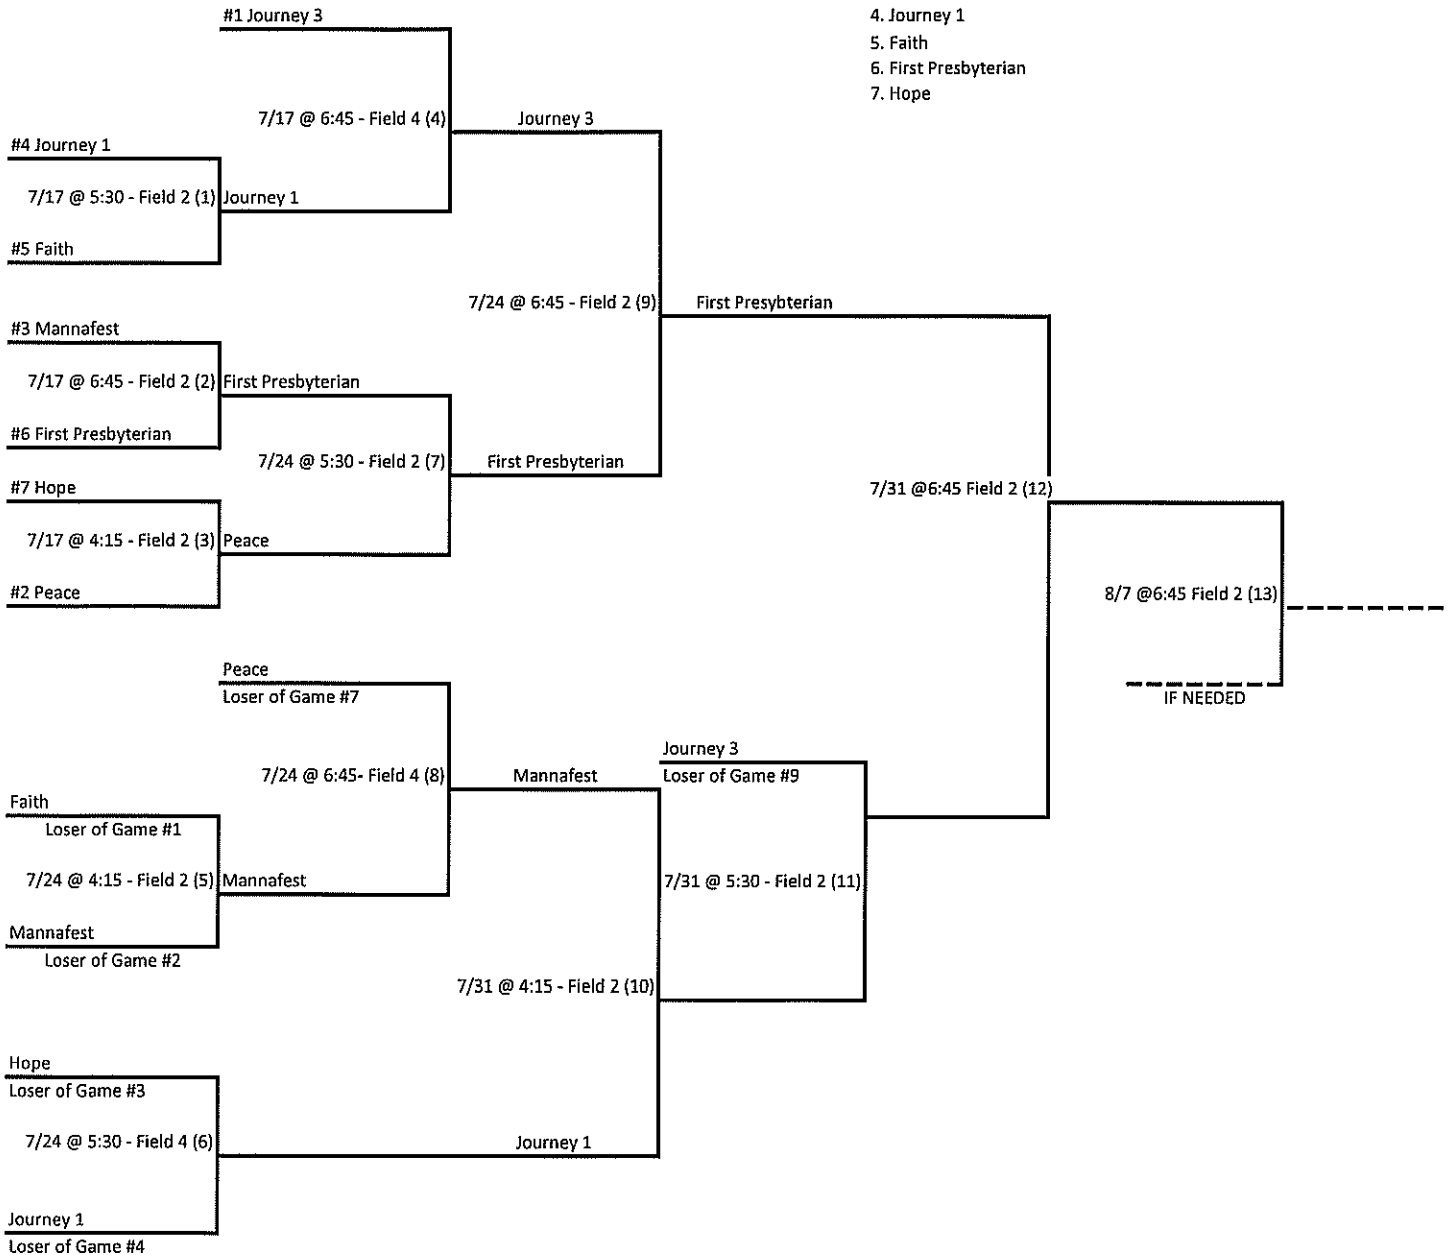 #1 Journey 3
4. Journey 1
5. Faith
6. First Presbyterian
7. Hope
7/17 @ 6:45 - Field 4 (4)
Journey 3
#4 Journey 1
7/17 @ 5:30 - Field 2 (1)
Journey 1
#5 Faith
7/24 @ 6:45 - Field 2 (9)
First Presybterian
#3 Mannafest
7/17 @ 6:45 - Field 2 (2)
First Presbyterian
#6 First Presbyterian
7/24 @ 5:30 - Field 2 (7)
First Presbyterian
#7 Hope
7/31 @6:45 Field 2 (12)
7/17 @ 4:15 - Field 2 (3)
Peace
#2 Peace
8/7 @6:45 Field 2 (13)
Peace
Loser of Game #7
IF NEEDED
Journey 3
Loser of Game #9
7/24 @ 6:45- Field 4 (8)
Mannafest
Faith
Loser of Game #1
7/24 @ 4:15 - Field 2 (5)
Mannafest
7/31 @ 5:30 - Field 2 (11)
Mannafest
Loser of Game #2
7/31 @ 4:15 - Field 2 (10)
Hope
Loser of Game #3
7/24 @ 5:30 - Field 4 (6)
Journey 1
Journey 1
Loser of Game #4